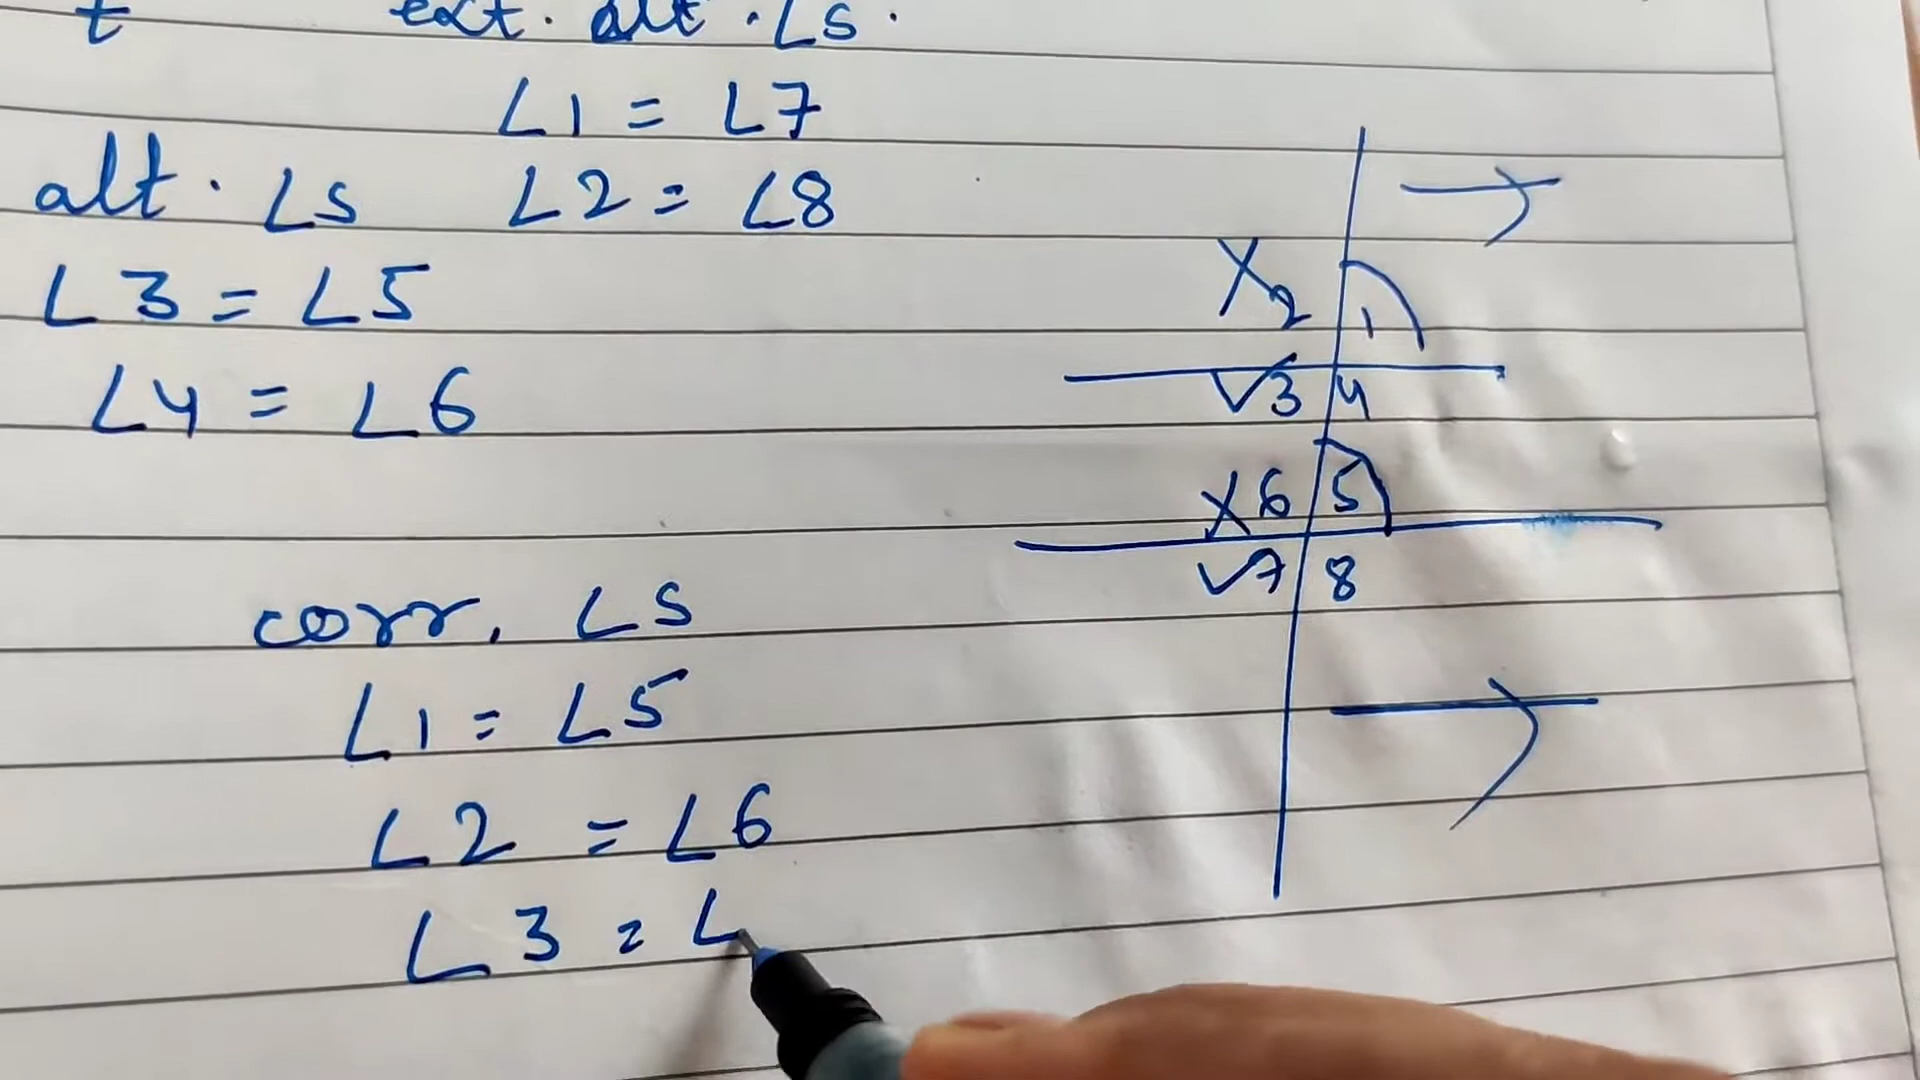 t ext. alt. ∠s.
∠1 = ∠7
alt. ∠s ∠2 = ∠8
∠3 = ∠5
∠4 = ∠6
corr. ∠s
∠1 = ∠5
∠2 = ∠6
∠3 = ∠
X 2 1
√3 4
X 6 5
√7 8